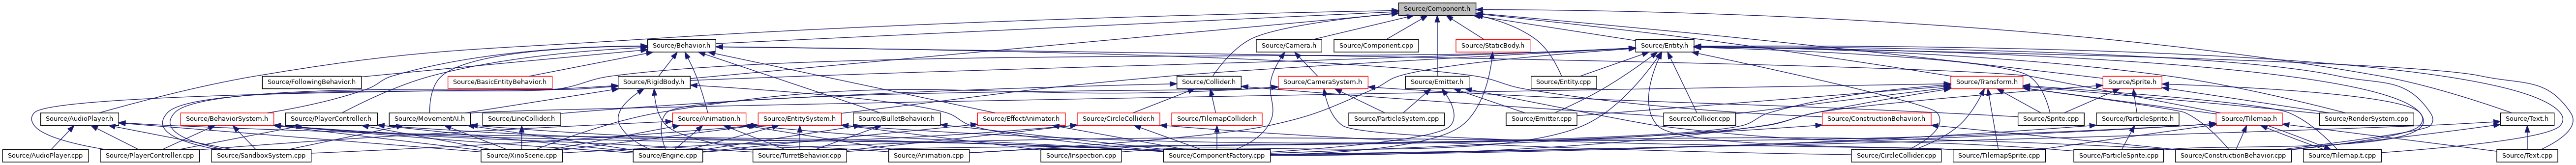 Source/Component.h
Source/Behavior.h
Source/Camera.h
Source/Component.cpp
Source/StaticBody.h
Source/Entity.h
Source/FollowingBehavior.h
Source/BasicEntityBehavior.h
Source/RigidBody.h
Source/Collider.h
Source/CameraSystem.h
Source/Emitter.h
Source/Entity.cpp
Source/Transform.h
Source/Sprite.h
Source/AudioPlayer.h
Source/BehaviorSystem.h
Source/PlayerController.h
Source/MovementAI.h
Source/LineCollider.h
Source/Animation.h
Source/EntitySystem.h
Source/BulletBehavior.h
Source/EffectAnimator.h
Source/CircleCollider.h
Source/TilemapCollider.h
Source/ParticleSystem.cpp
Source/Emitter.cpp
Source/ConstructionBehavior.h
Source/Collider.cpp
Source/Sprite.cpp
Source/ParticleSprite.h
Source/Tilemap.h
Source/RenderSystem.cpp
Source/Text.h
Source/AudioPlayer.cpp
Source/PlayerController.cpp
Source/SandboxSystem.cpp
Source/XinoScene.cpp
Source/Engine.cpp
Source/TurretBehavior.cpp
Source/Animation.cpp
Source/Inspection.cpp
Source/ComponentFactory.cpp
Source/CircleCollider.cpp
Source/TilemapSprite.cpp
Source/ParticleSprite.cpp
Source/ConstructionBehavior.cpp
Source/Tilemap.t.cpp
Source/Text.cpp